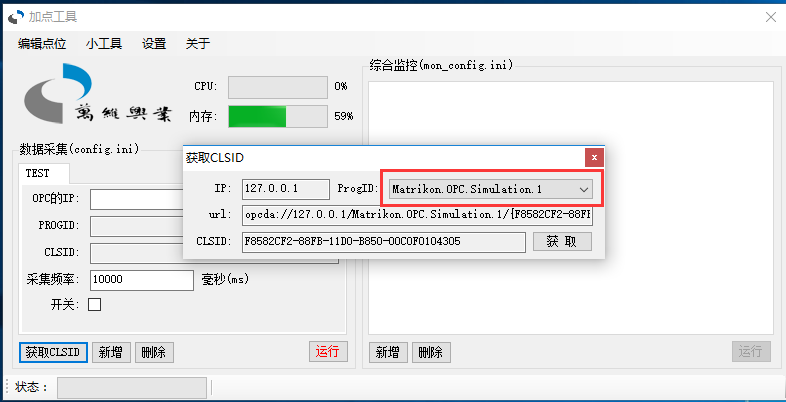 加点工具
编辑点位 小工具 设置 关于
萬維興業
CPU: 0%
内存: 59%
综合监控(mon_config.ini)
数据采集(config.ini)
TEST
OPC的IP:
PROGID:
CLSID:
采集频率: 10000 毫秒(ms)
开关:
获取CLSID 新增 删除 运行
获取CLSID x
IP: 127.0.0.1 ProgID: Matrikon.OPC.Simulation.1
url: opcda://127.0.0.1/Matrikon.OPC.Simulation.1/{F8582CF2-88F
CLSID: F8582CF2-88FB-11D0-B850-00C0F0104305 获 取
新增 删除 运行
状态: